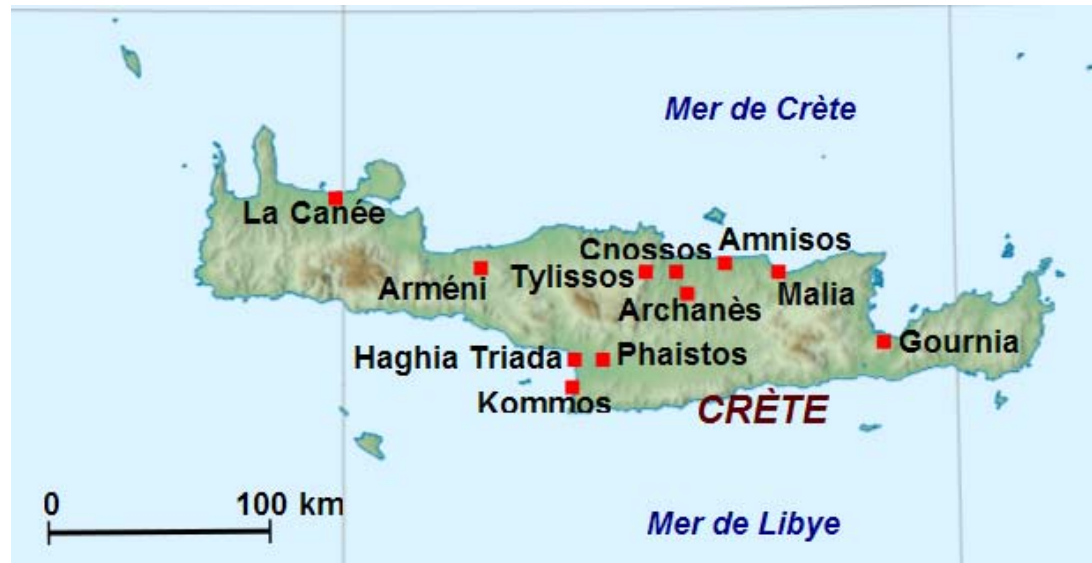 Mer de Crète
La Canée
Cnossos
Amnisos
Arméni
Tylissos
Malia
Archanès
Haghia Triada
Phaistos
Gournia
Kommos
CRÈTE
0 100 km
Mer de Libye